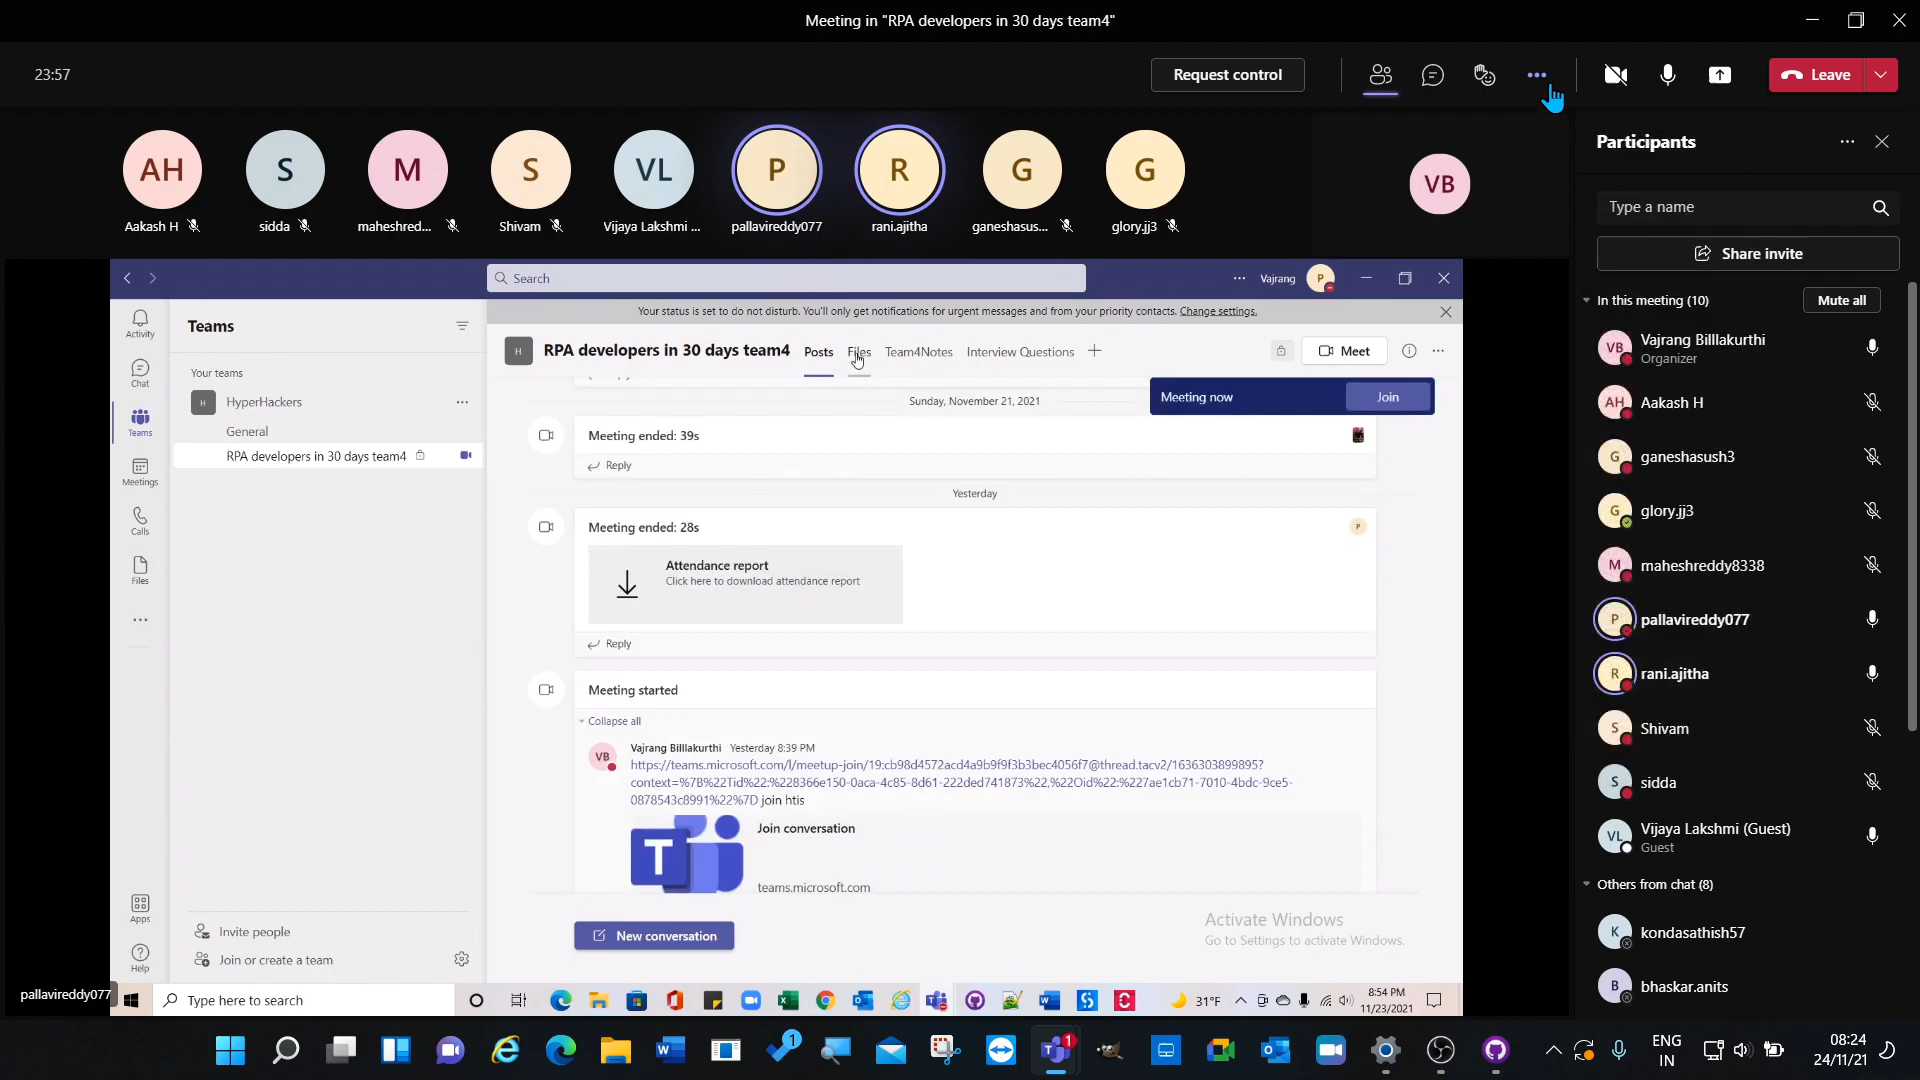 Meeting in "RPA developers in 30 days team4"
23:57
Request control
Leave
AH
S
M
S
VL
P
R
G
G
VB
Aakash H
sidda
maheshred...
Shivam
Vijaya Lakshmi ...
pallavireddy077
rani.ajitha
ganeshasus...
glory.jj3
Participants
Type a name
Share invite
In this meeting (10)
Mute all
VB
Vajrang Billlakurthi
Organizer
AH
Aakash H
G
ganeshasush3
G
glory.jj3
M
maheshreddy8338
P
pallavireddy077
R
rani.ajitha
S
Shivam
S
sidda
VL
Vijaya Lakshmi (Guest)
Guest
Others from chat (8)
K
kondasathish57
B
bhaskar.anits
Search
Vajrang
P
Your status is set to do not disturb. You'll only get notifications for urgent messages and from your priority contacts. Change settings.
Activity
Chat
Teams
Meetings
Calls
Files
Apps
Help
Teams
Your teams
H
HyperHackers
General
RPA developers in 30 days team4
Invite people
Join or create a team
H
RPA developers in 30 days team4
Posts
Files
Team4Notes
Interview Questions
Meet
Meeting now
Join
Sunday, November 21, 2021
Meeting ended: 39s
Reply
Yesterday
Meeting ended: 28s
P
Attendance report
Click here to download attendance report
Reply
Meeting started
Collapse all
VB
Vajrang Billlakurthi Yesterday 8:39 PM
https://teams.microsoft.com/l/meetup-join/19:cb98d4572acd4a9b9f9f3b3bec4056f7@thread.tacv2/1636303899895?
context=%7B%22Tid%22:%228366e150-0aca-4c85-8d61-222ded741873%22,%22Oid%22:%227ae1cb71-7010-4bdc-9ce5-
0878543c8991%22%7D join htis
T
Join conversation
teams.microsoft.com
New conversation
Activate Windows
Go to Settings to activate Windows.
pallavireddy077
Type here to search
31°F
8:54 PM
11/23/2021
1
1
ENG
IN
08:24
24/11/21